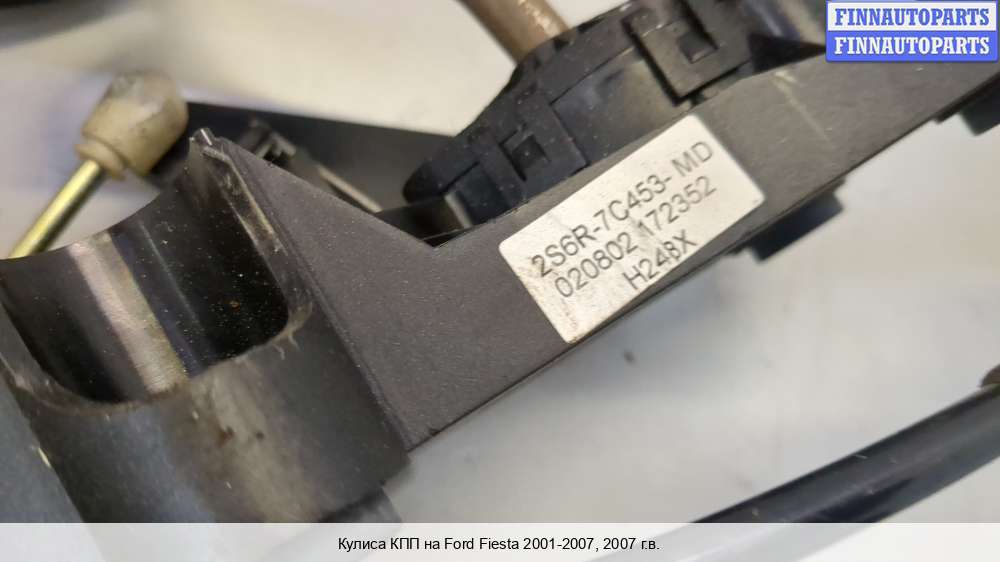 FINNAUTOPARTS
FINNAUTOPARTS
2S6R-7C453-MD
020802 172352
H248X
Кулиса КПП на Ford Fiesta 2001-2007, 2007 г.в.